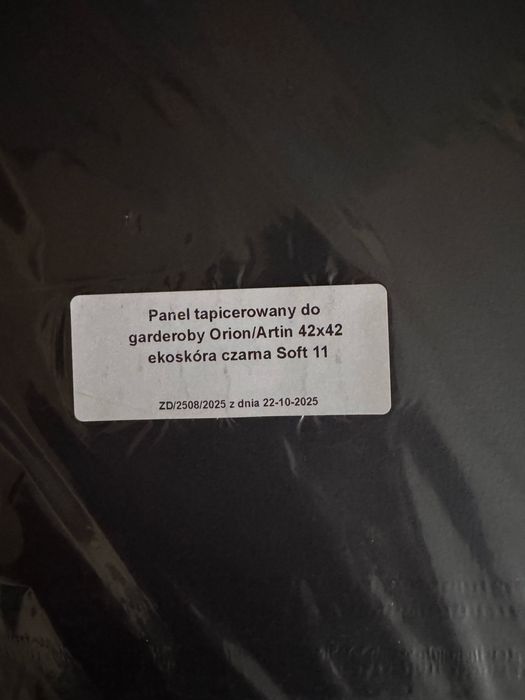 Panel tapicerowany do
garderoby Orion/Artin 42x42
ekoskóra czarna Soft 11
ZD/2508/2025 z dnia 22-10-2025